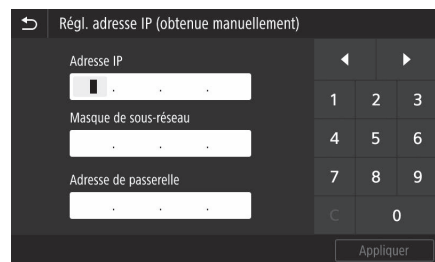 Régl. adresse IP (obtenue manuellement)
Adresse IP
. . .
Masque de sous-réseau
. . .
Adresse de passerelle
. . .
1 2 3
4 5 6
7 8 9
C 0
Appliquer